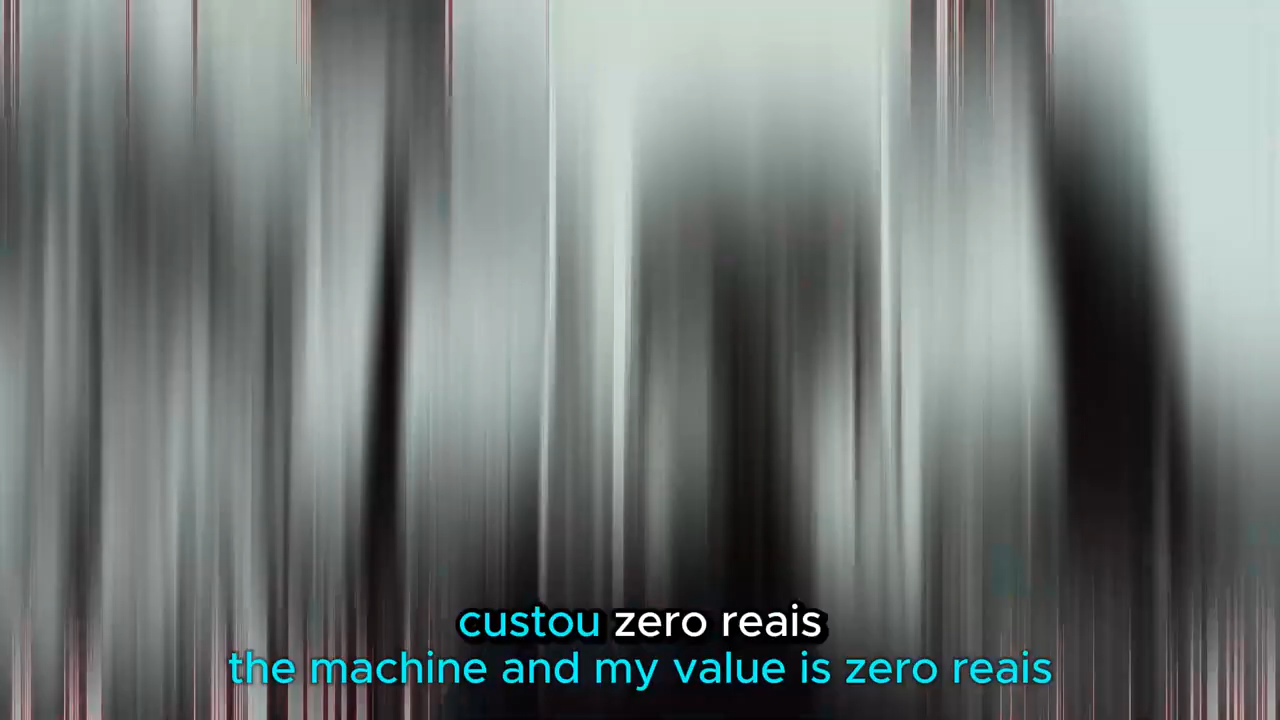 custou zero reais
the machine and my value is zero reais